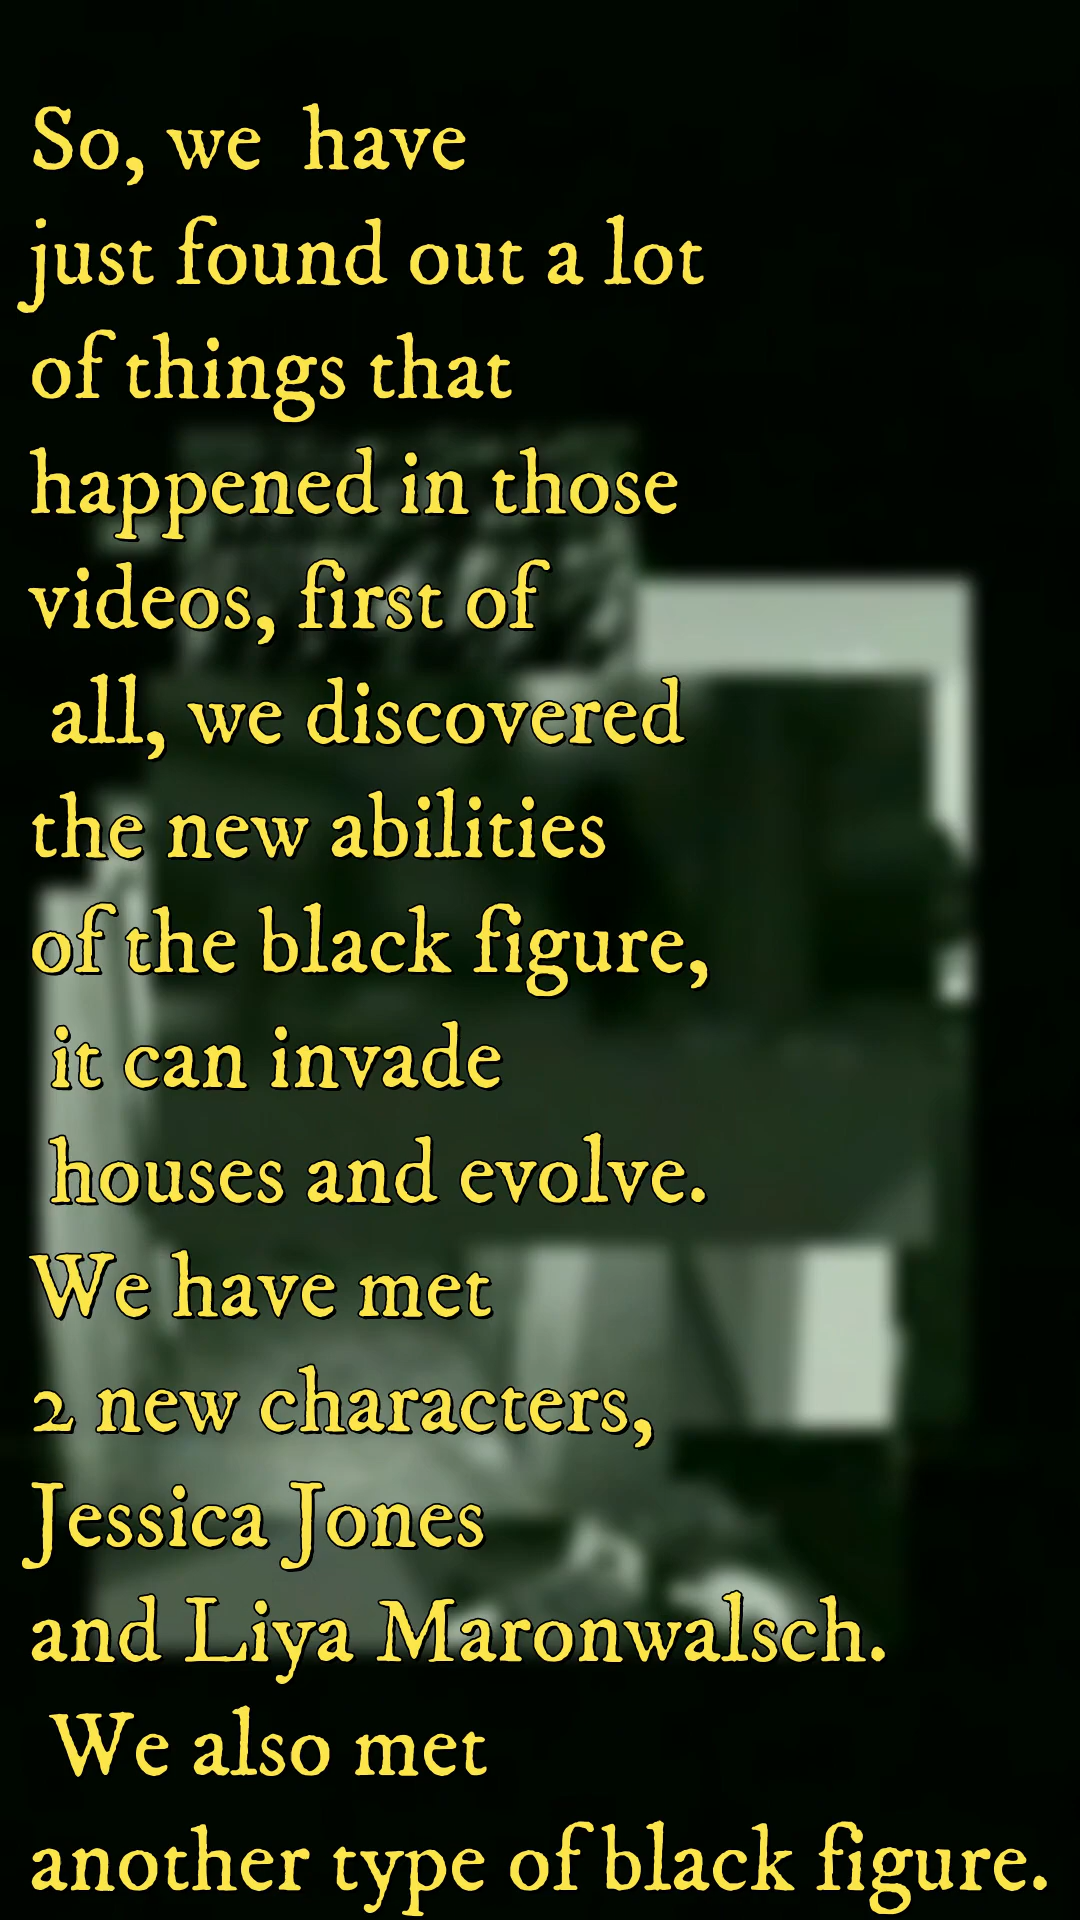 So, we have
just found out a lot
of things that
happened in those
videos, first of
all, we discovered
the new abilities
of the black figure,
it can invade
houses and evolve.
We have met
2 new characters,
Jessica Jones
and Liya Maronwalsch.
We also met
another type of black figure.